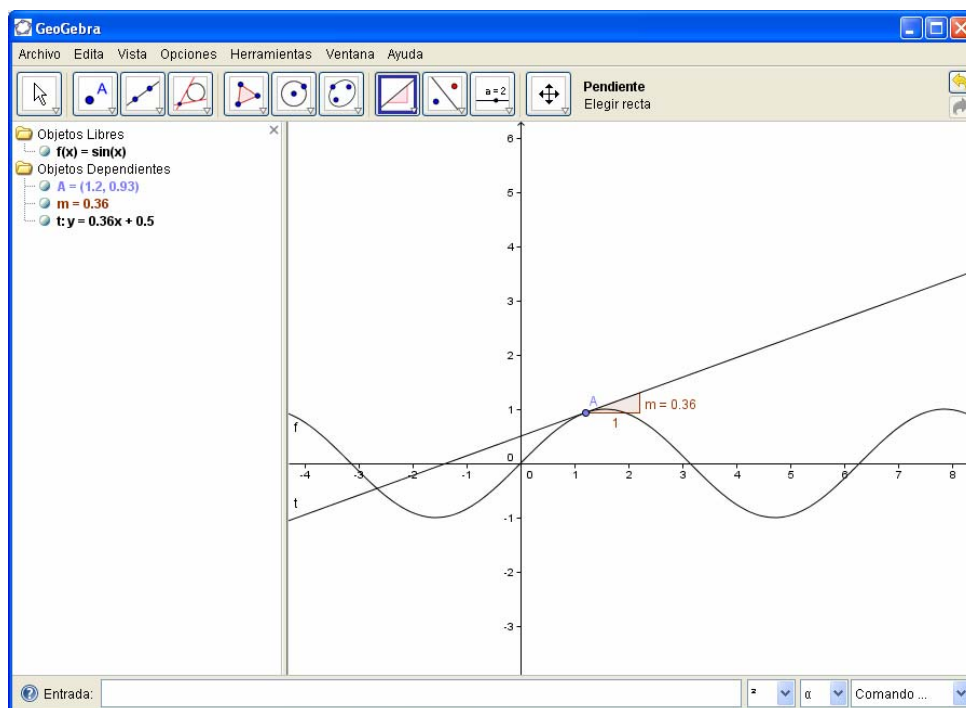 GeoGebra
Archivo Edita Vista Opciones Herramientas Ventana Ayuda
A
a = 2
Pendiente
Elegir recta
Objetos Libres
f(x) = sin(x)
Objetos Dependientes
A = (1.2, 0.93)
m = 0.36
t: y = 0.36x + 0.5
6
5
4
3
2
1
0
-1
-2
-3
-4 -3 -2 -1 0 1 2 3 4 5 6 7 8
f
t
A
m = 0.36
1
Entrada:
²
α
Comando ...